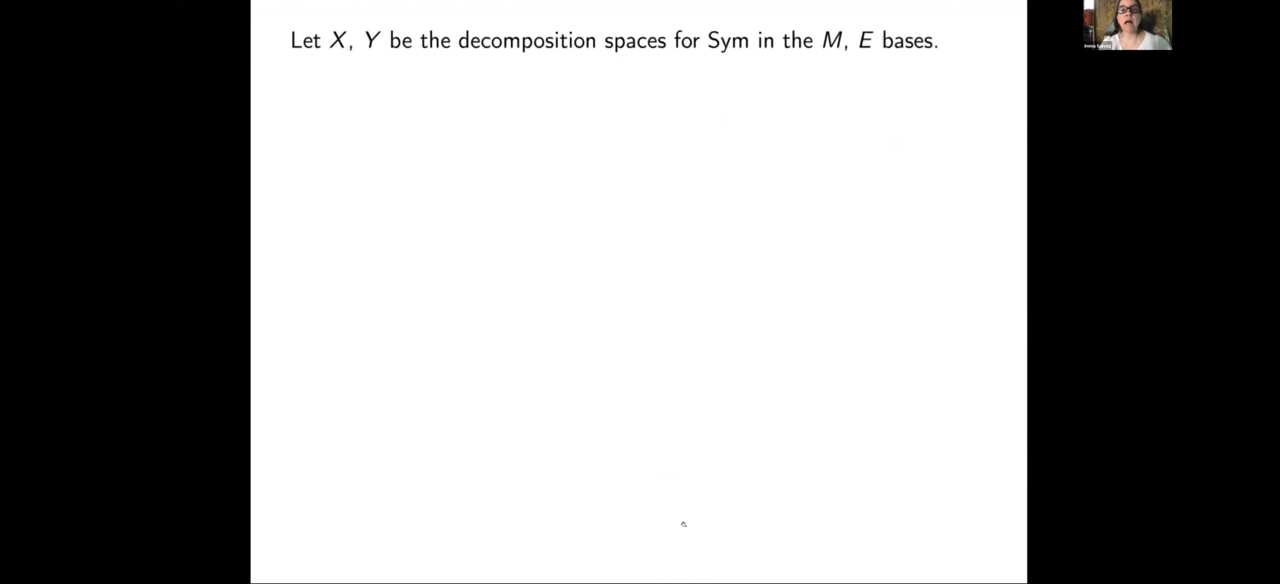 Let X, Y be the decomposition spaces for Sym in the M, E bases.